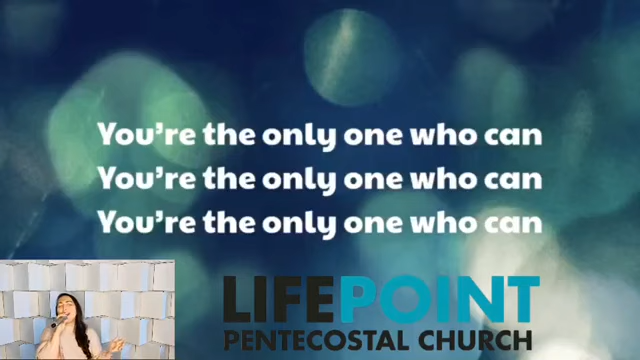 You're the only one who can
You're the only one who can
You're the only one who can
LIFEPOINT
PENTECOSTAL CHURCH